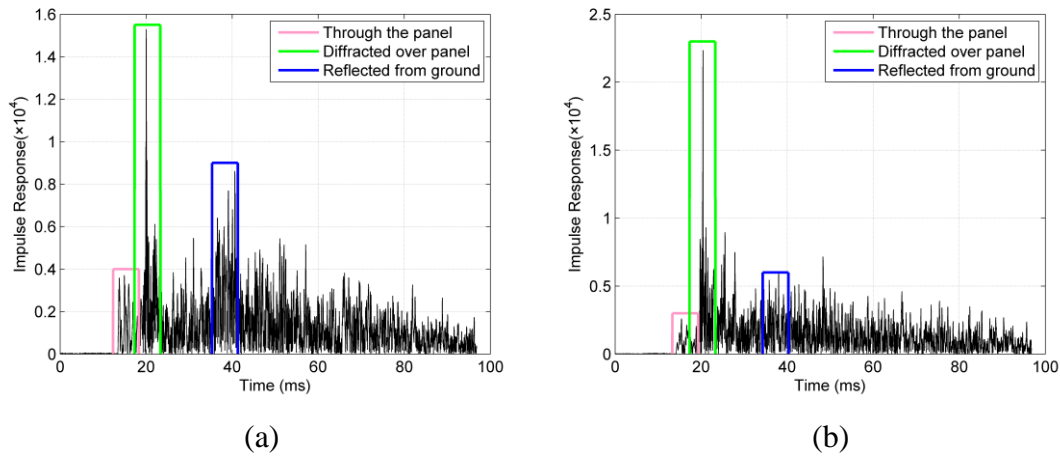 1.6
1.4
1.2
1
0.8
0.6
0.4
0.2
0
0 20 40 60 80 100
Impulse Response(×10⁴)
Time (ms)
Through the panel
Diffracted over panel
Reflected from ground
(a)
2.5
2
1.5
1
0.5
0
0 20 40 60 80 100
Impulse Response(×10⁴)
Time (ms)
Through the panel
Diffracted over panel
Reflected from ground
(b)